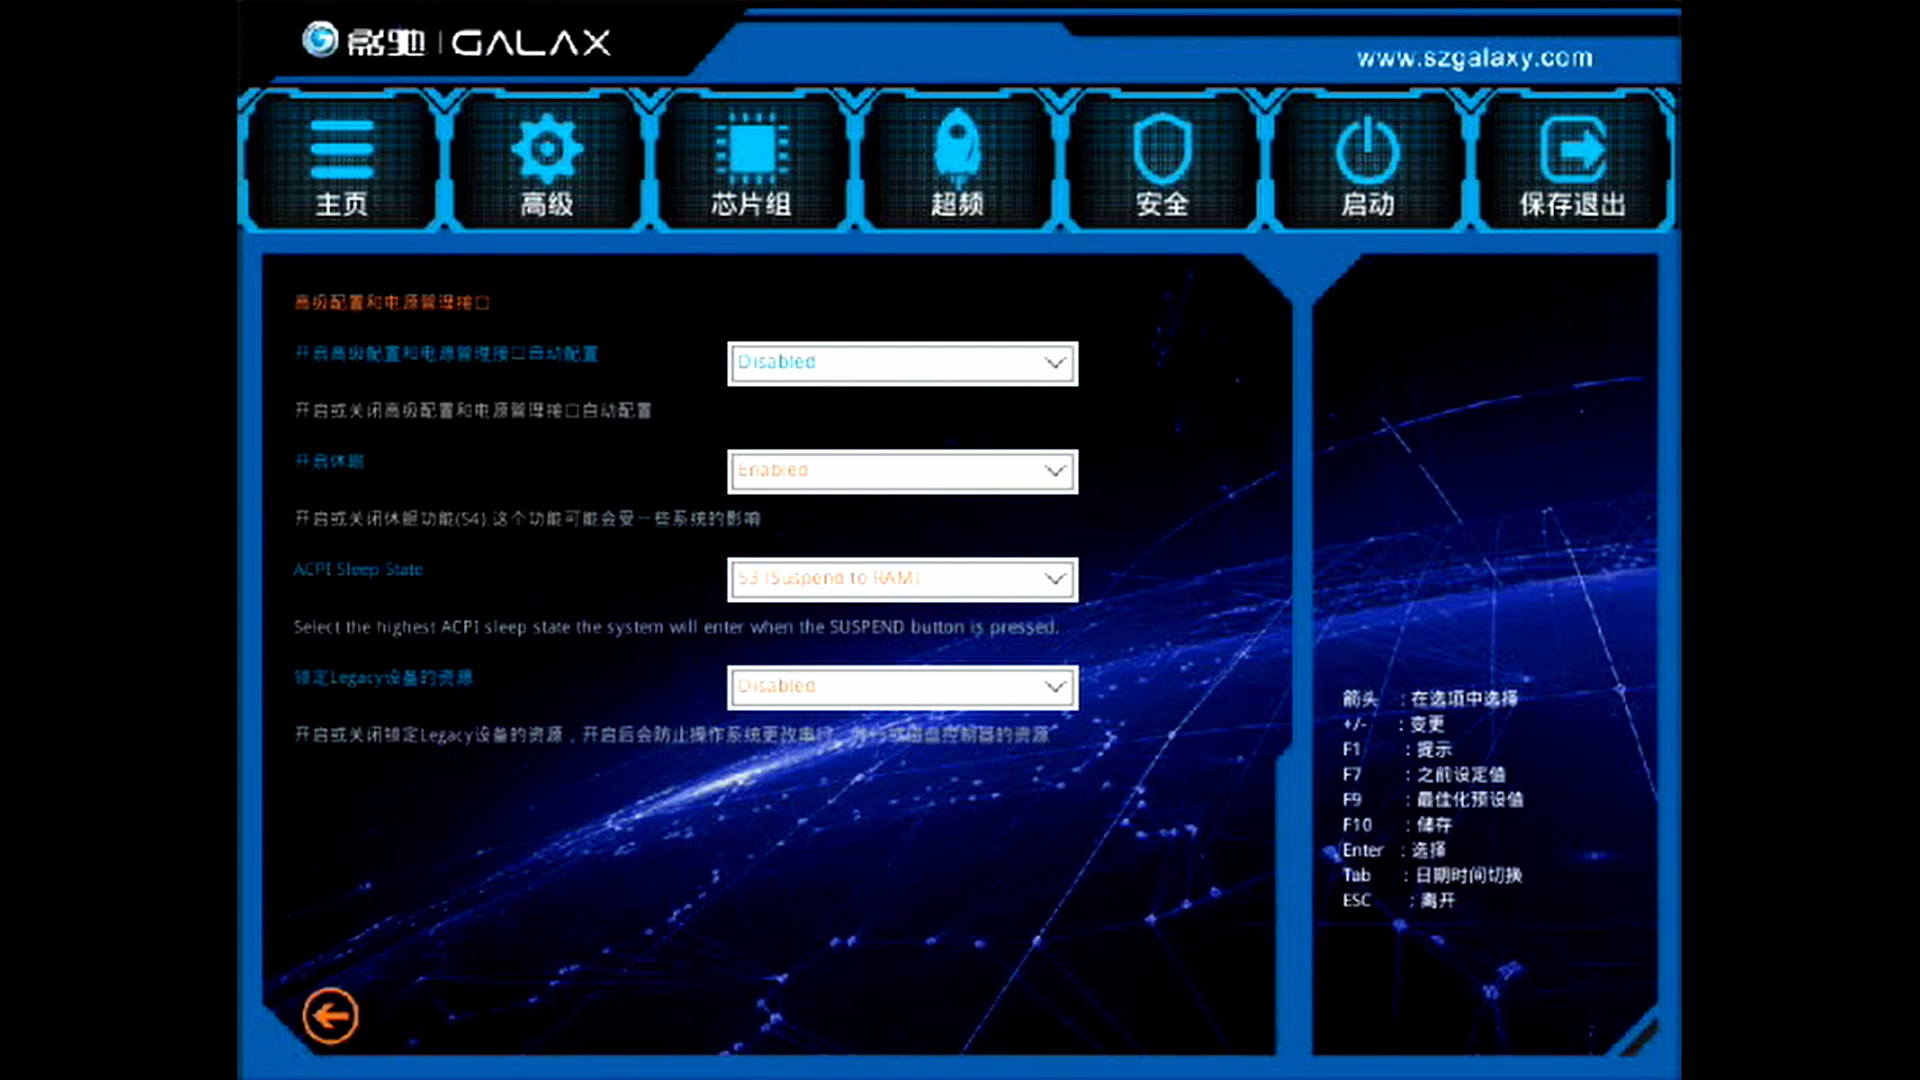 影驰 GALAX
www.szgalaxy.com
主页
高级
芯片组
超频
安全
启动
保存退出
高级配置和电源管理接口
开启高级配置和电源管理接口自动配置
Disabled
开启或关闭高级配置和电源管理接口自动配置
开启休眠
Enabled
开启或关闭休眠功能(S4).这个功能可能会受一些系统的影响
ACPI Sleep State
S3 (Suspend to RAM)
Select the highest ACPI sleep state the system will enter when the SUSPEND button is pressed.
锁定Legacy设备的资源
Disabled
开启或关闭锁定Legacy设备的资源，开启后会防止操作系统更改串行、并行或磁盘控制器的资源
箭头 : 在选项中选择
+/- : 变更
F1 : 提示
F7 : 之前设定值
F9 : 最佳化预设值
F10 : 储存
Enter : 选择
Tab : 日期时间切换
ESC : 离开